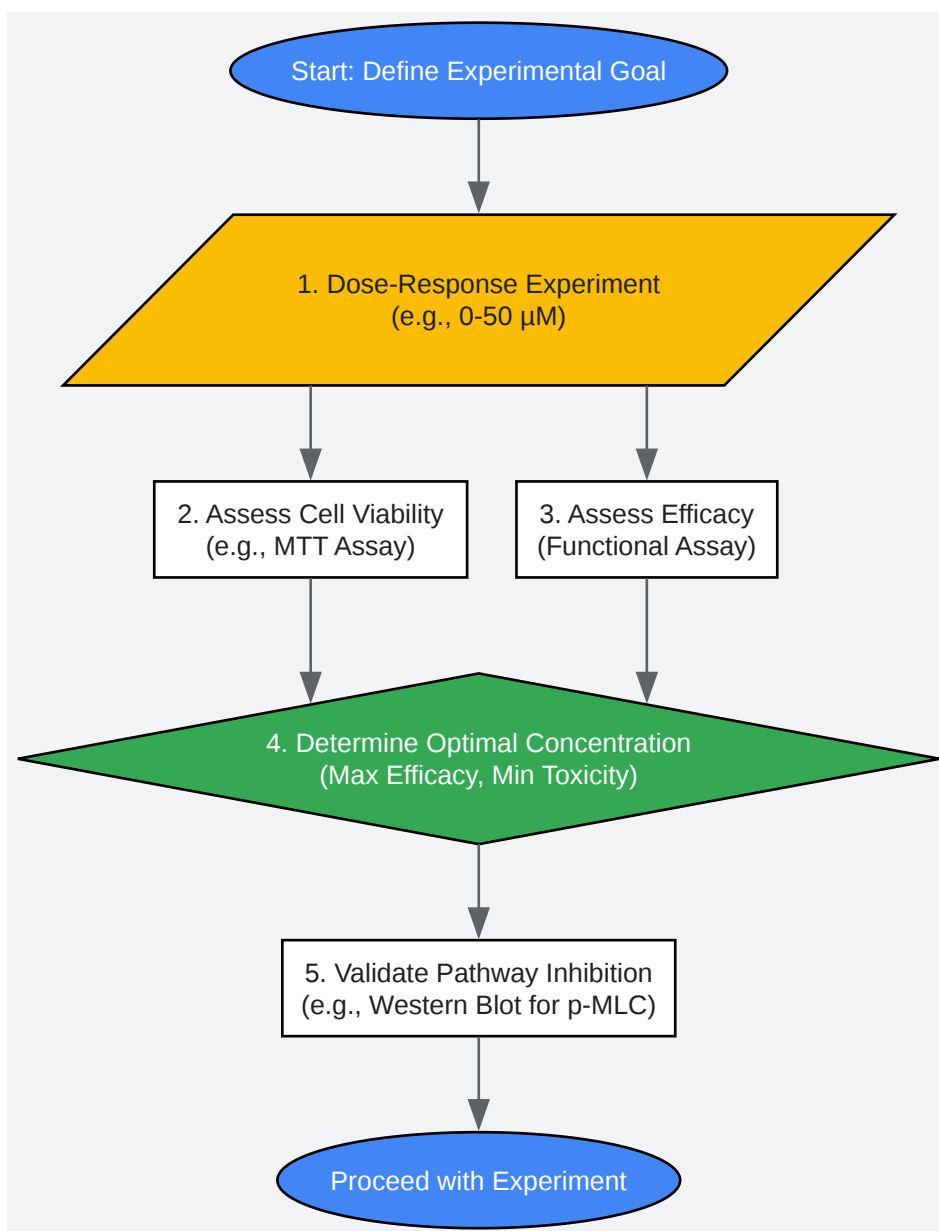 Start: Define Experimental Goal
1. Dose-Response Experiment
(e.g., 0-50 µM)
2. Assess Cell Viability
(e.g., MTT Assay)
3. Assess Efficacy
(Functional Assay)
4. Determine Optimal Concentration
(Max Efficacy, Min Toxicity)
5. Validate Pathway Inhibition
(e.g., Western Blot for p-MLC)
Proceed with Experiment